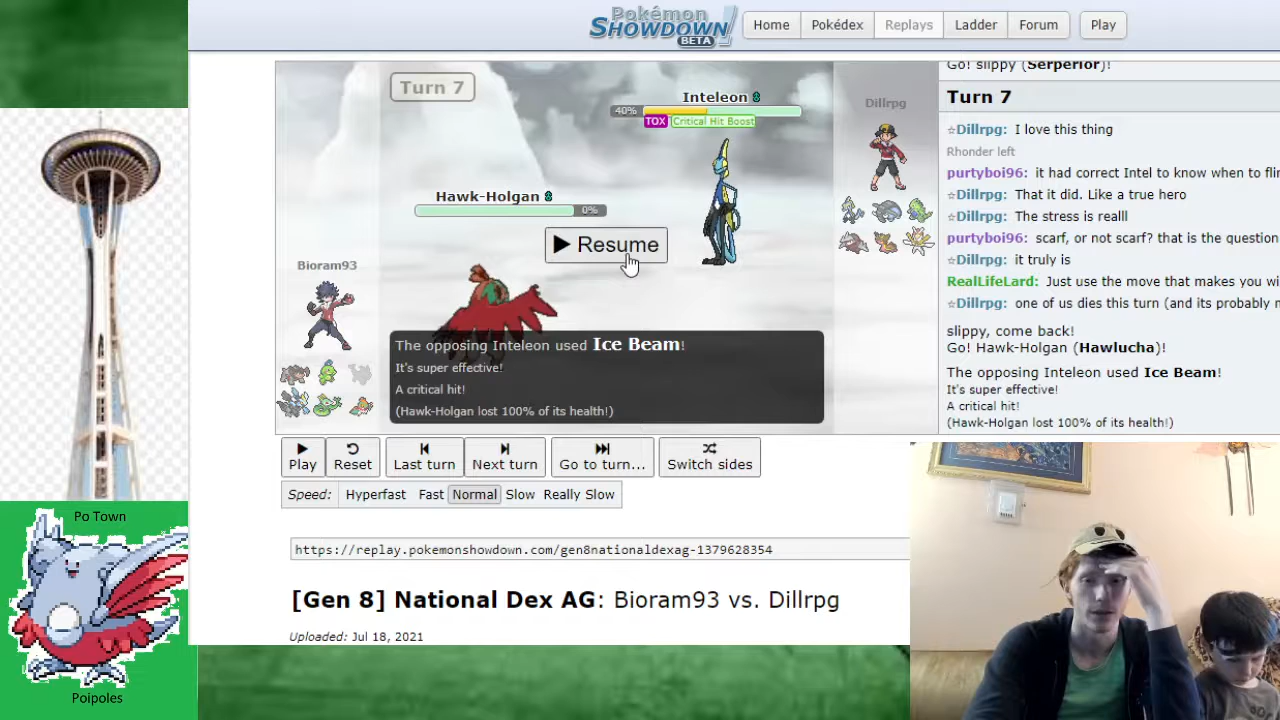 Pokémon
SHOWDOWN!
BETA
Home
Pokédex
Replays
Ladder
Forum
Play
Turn 7
Inteleon
40%
TOX
Critical Hit Boost
Hawk-Holgan
0%
Resume
Bioram93
Dillrpg
The opposing Inteleon used Ice Beam!
It's super effective!
A critical hit!
(Hawk-Holgan lost 100% of its health!)
Go! slippy (Serperior)!
Turn 7
☆Dillrpg: I love this thing
Rhonder left
purtyboi96: it had correct Intel to know when to fli
☆Dillrpg: That it did. Like a true hero
☆Dillrpg: The stress is realll
purtyboi96: scarf, or not scarf? that is the question
☆Dillrpg: it truly is
RealLifeLard: Just use the move that makes you wi
☆Dillrpg: one of us dies this turn (and its probably
slippy, come back!
Go! Hawk-Holgan (Hawlucha)!
The opposing Inteleon used Ice Beam!
It's super effective!
A critical hit!
(Hawk-Holgan lost 100% of its health!)
Play
Reset
Last turn
Next turn
Go to turn...
Switch sides
Speed: Hyperfast Fast Normal Slow Really Slow
https://replay.pokemonshowdown.com/gen8nationaldexag-1379628354
[Gen 8] National Dex AG: Bioram93 vs. Dillrpg
Uploaded: Jul 18, 2021
Po Town
Poipoles